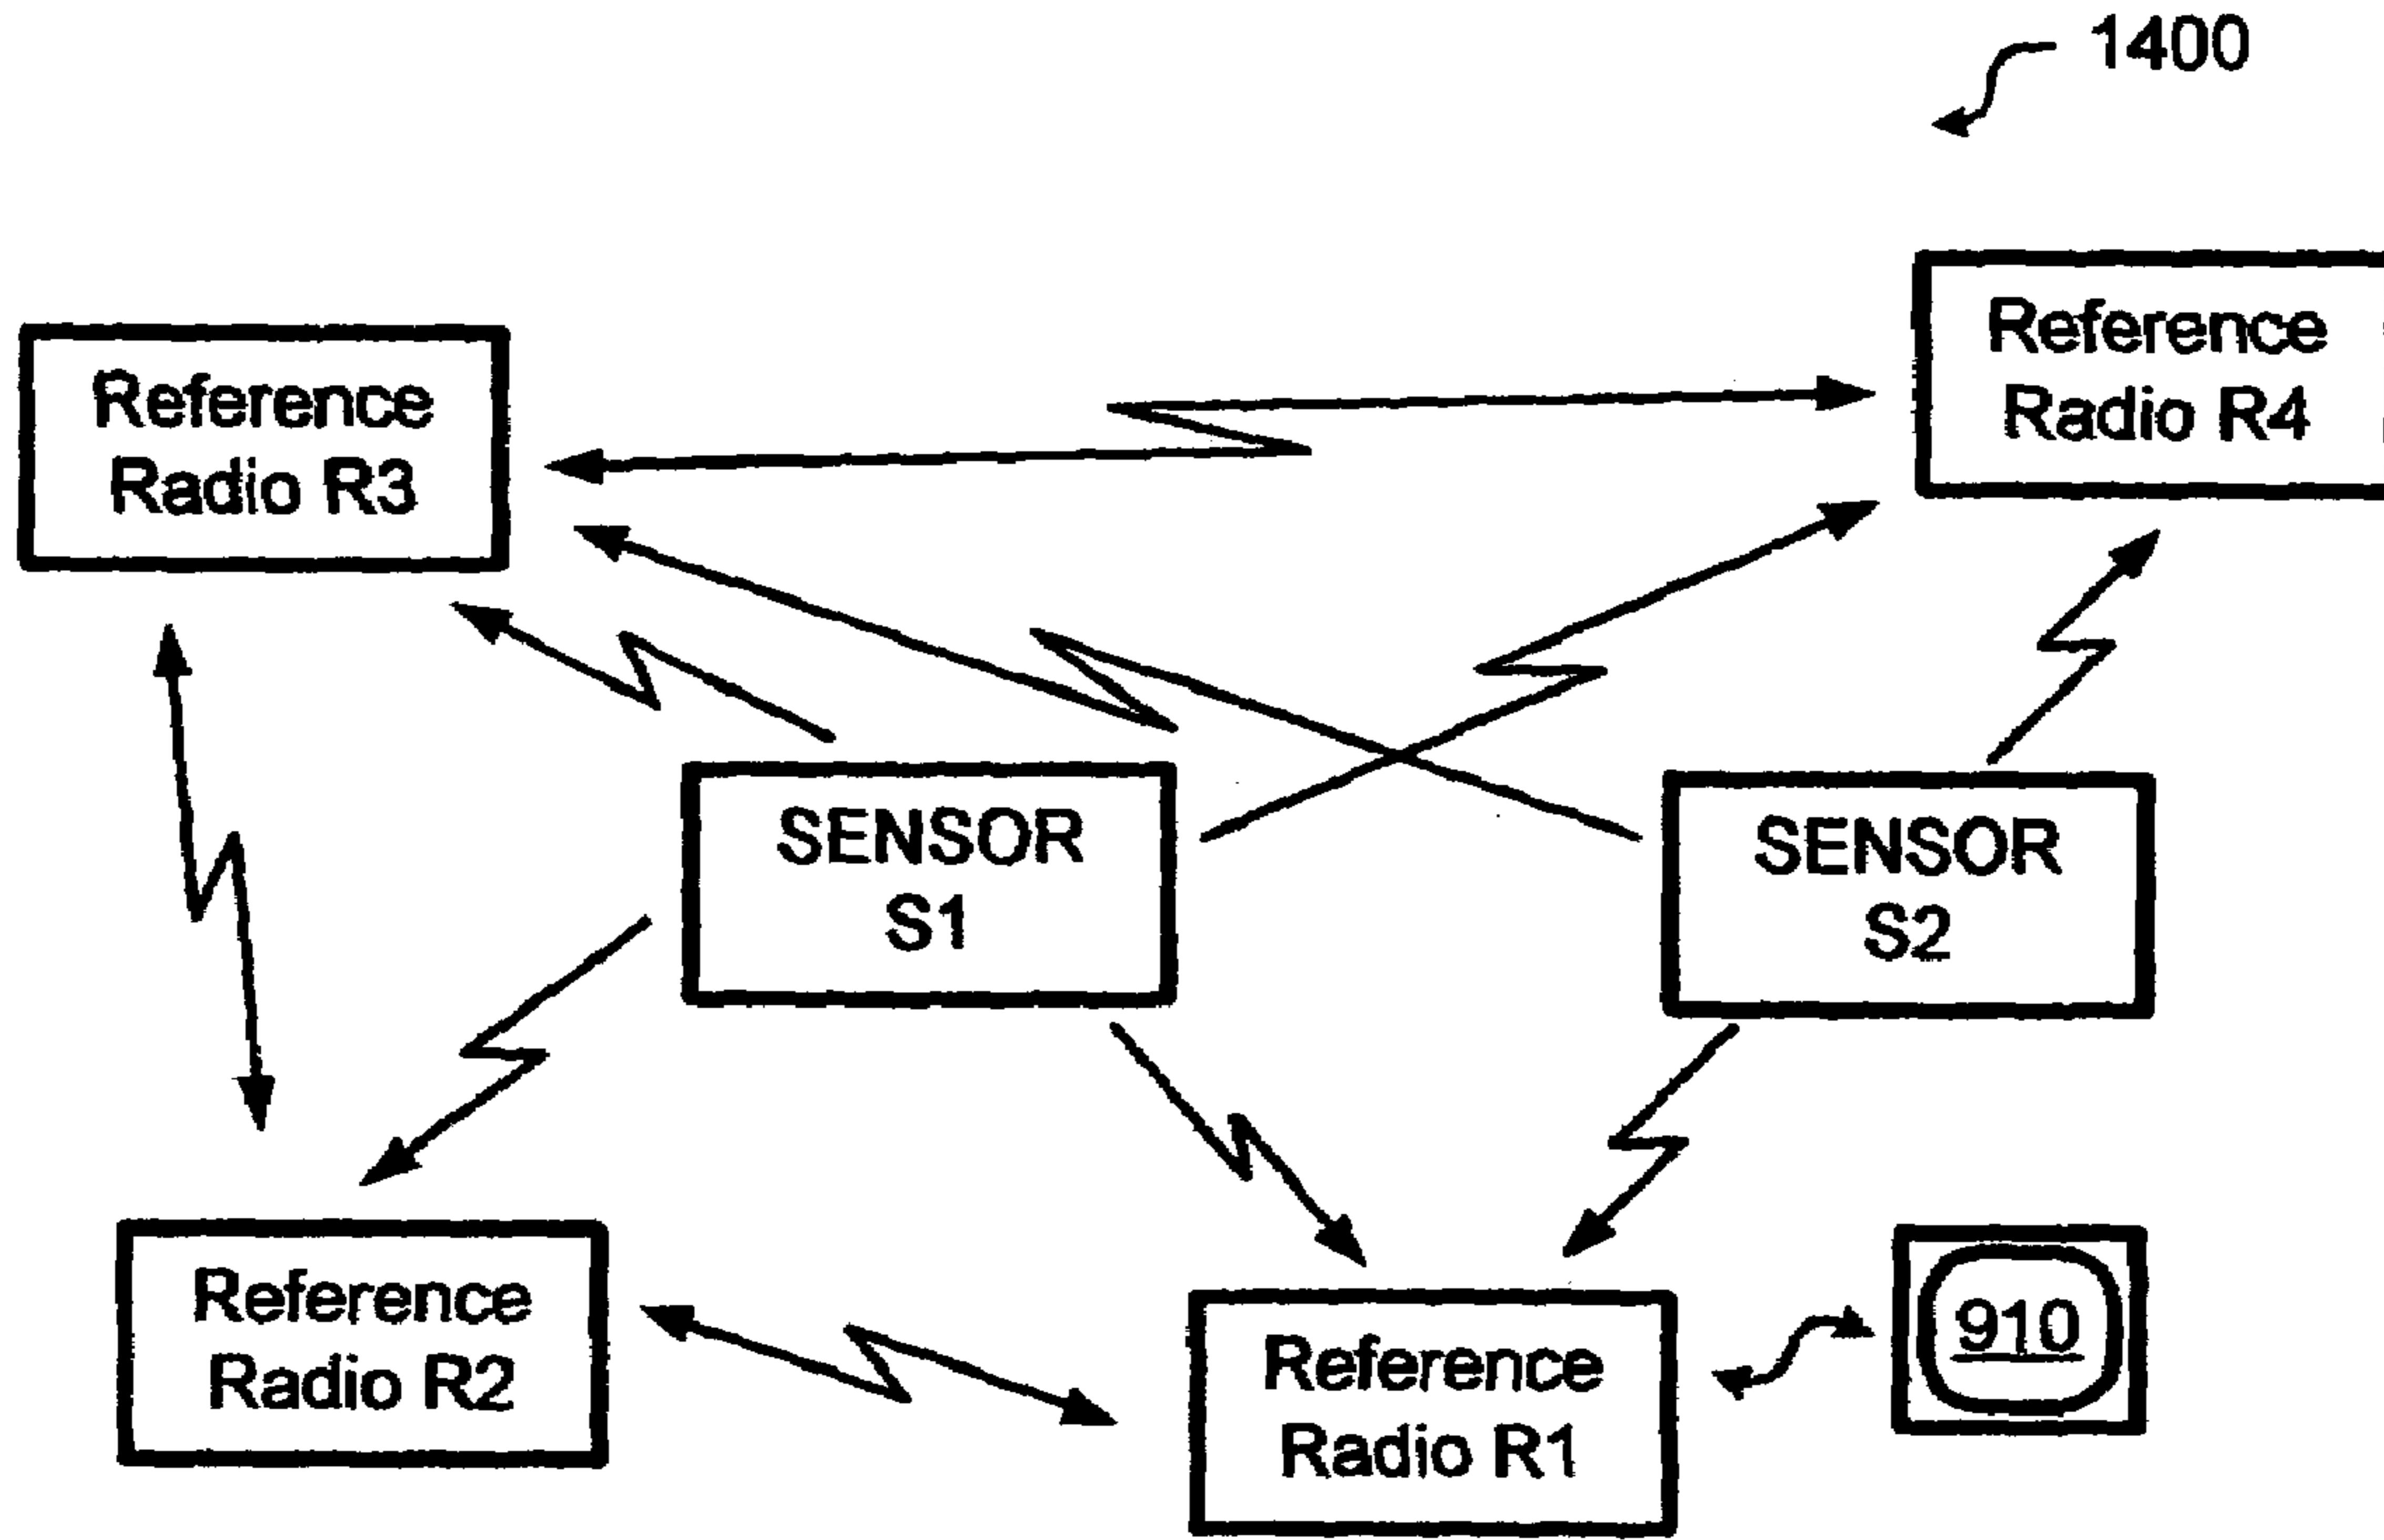 1400
Reference
Radio R4
Reference
Radio R3
SENSOR
S1
SENSOR
S2
Reference
Radio R2
Reference
Radio R1
910